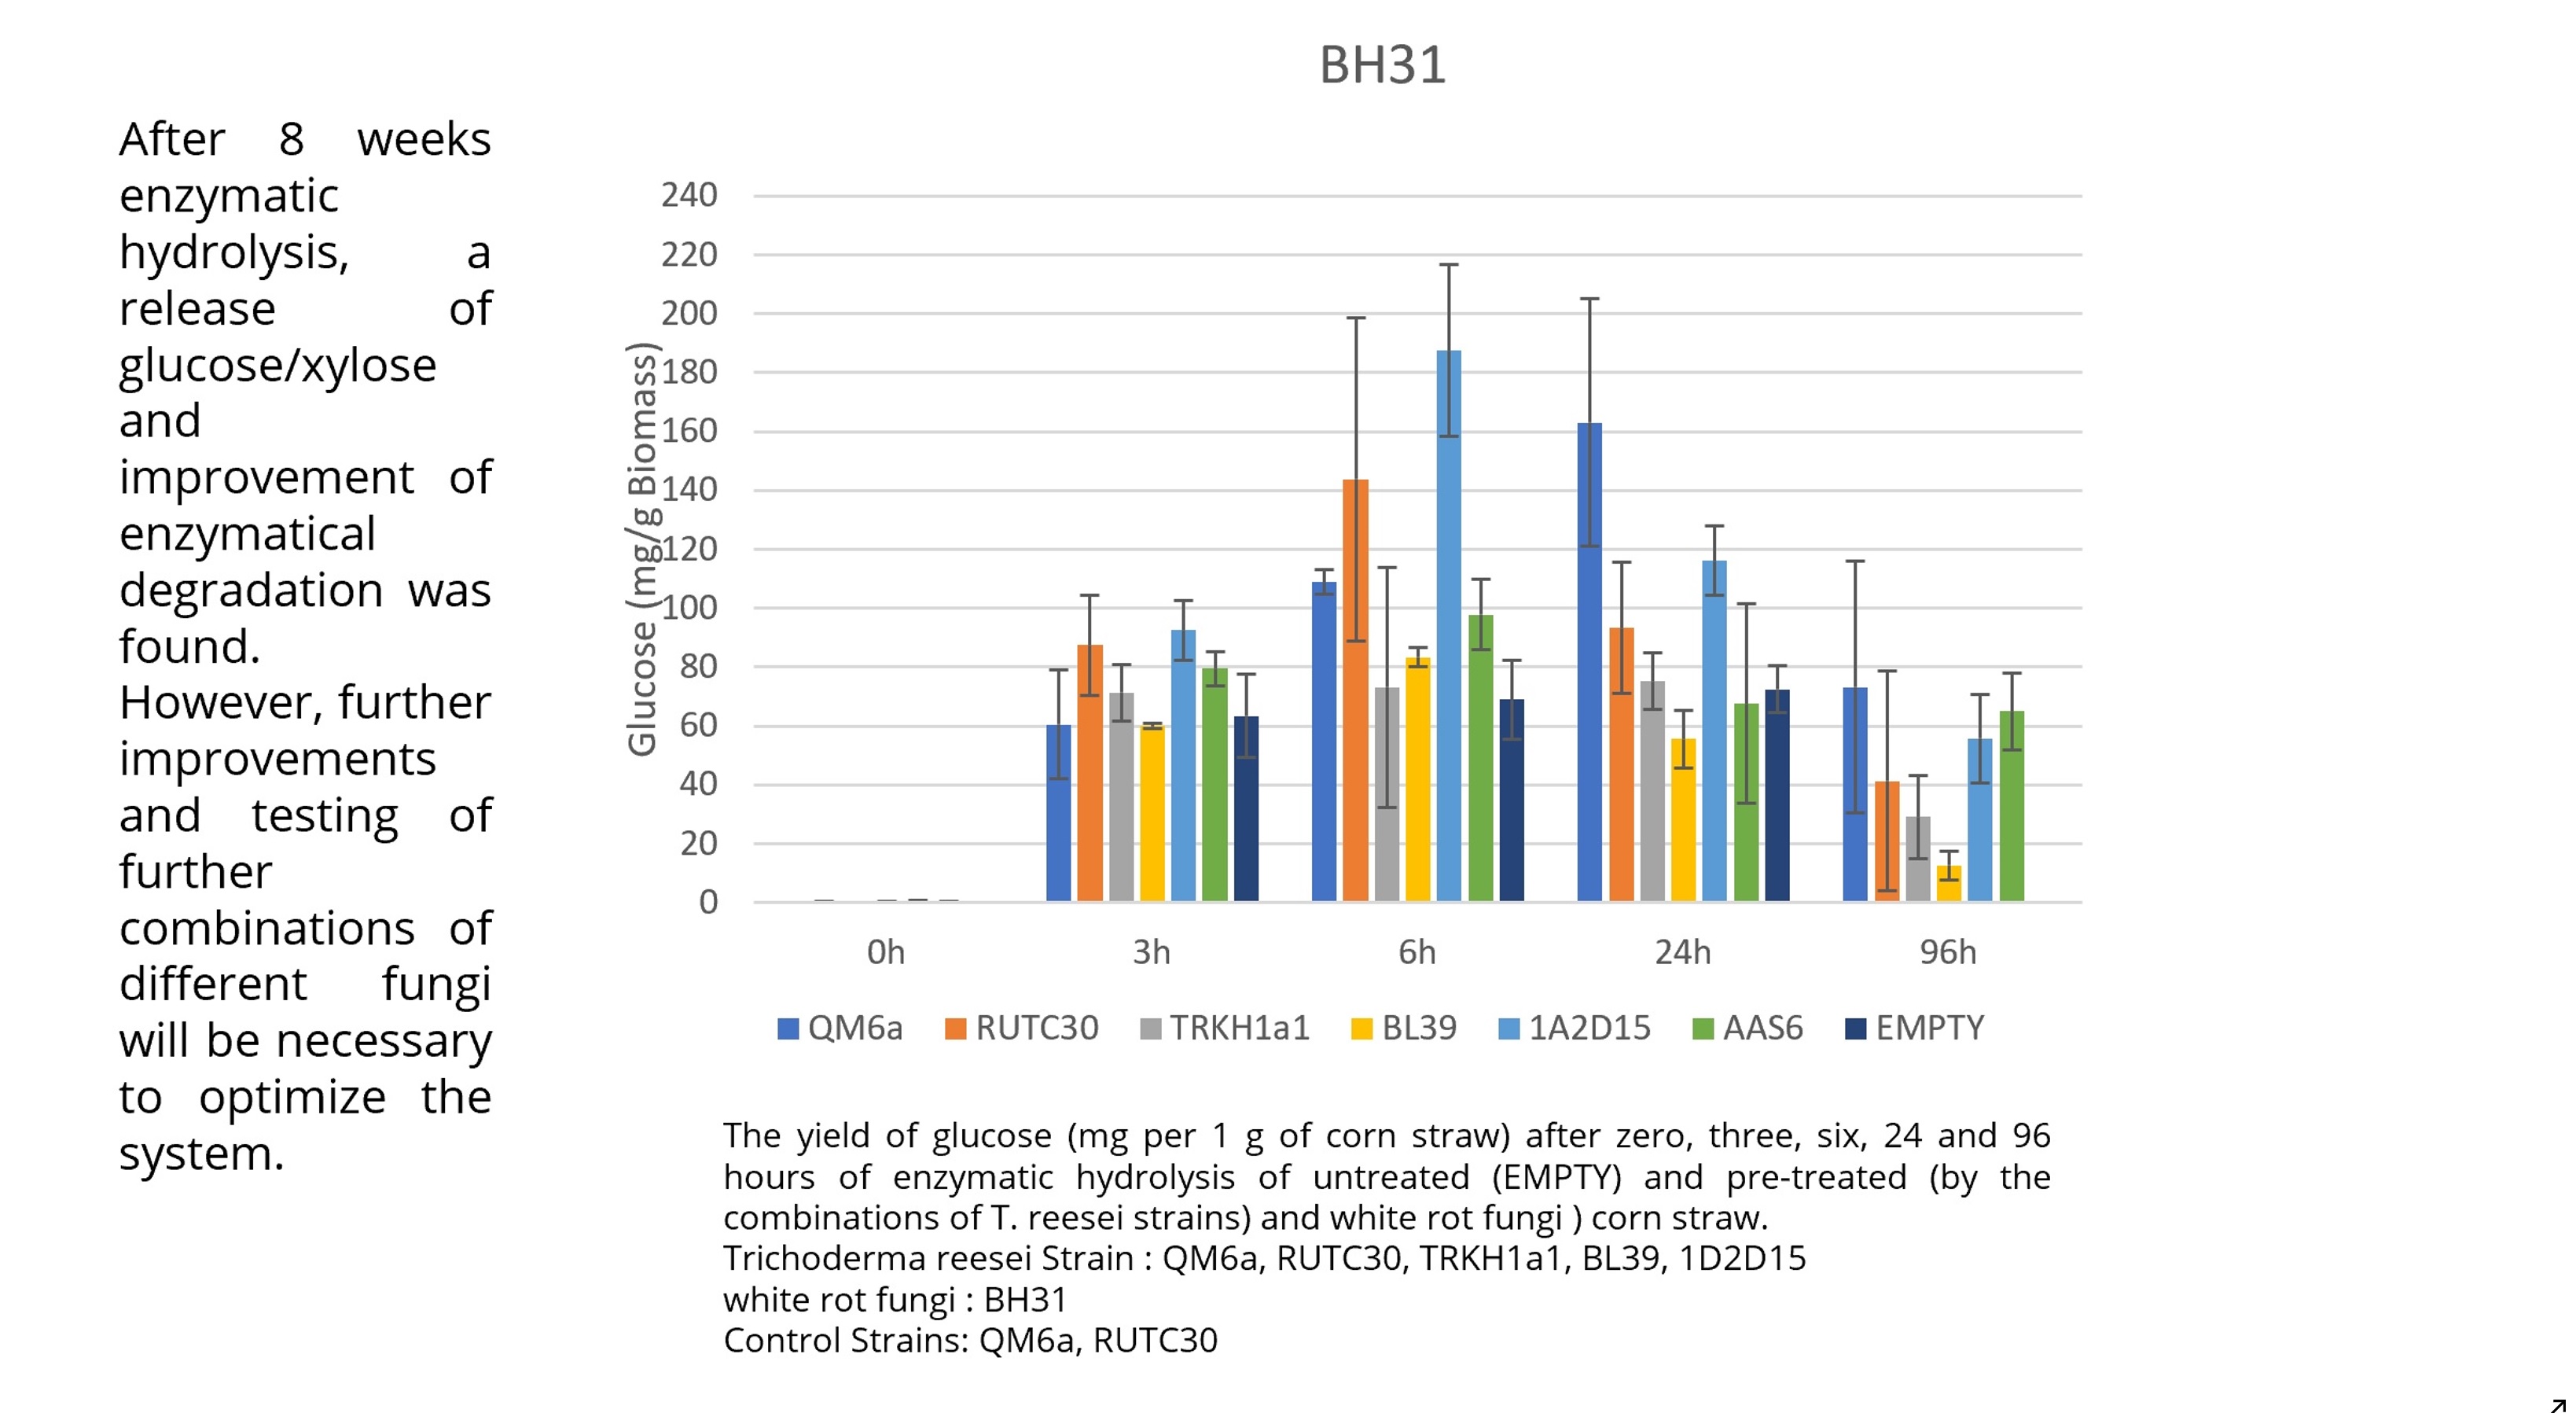 BH31
After 8 weeks
enzymatic
hydrolysis, a
release of
glucose/xylose
and
improvement of
enzymatical
degradation was
found.
However, further
improvements
and testing of
further
combinations of
different fungi
will be necessary
to optimize the
system.
Glucose (mg/g Biomass)
240
220
200
180
160
140
120
100
80
60
40
20
0
0h 3h 6h 24h 96h
QM6a RUTC30 TRKH1a1 BL39 1A2D15 AAS6 EMPTY
The yield of glucose (mg per 1 g of corn straw) after zero, three, six, 24 and 96
hours of enzymatic hydrolysis of untreated (EMPTY) and pre-treated (by the
combinations of T. reesei strains) and white rot fungi ) corn straw.
Trichoderma reesei Strain : QM6a, RUTC30, TRKH1a1, BL39, 1D2D15
white rot fungi : BH31
Control Strains: QM6a, RUTC30